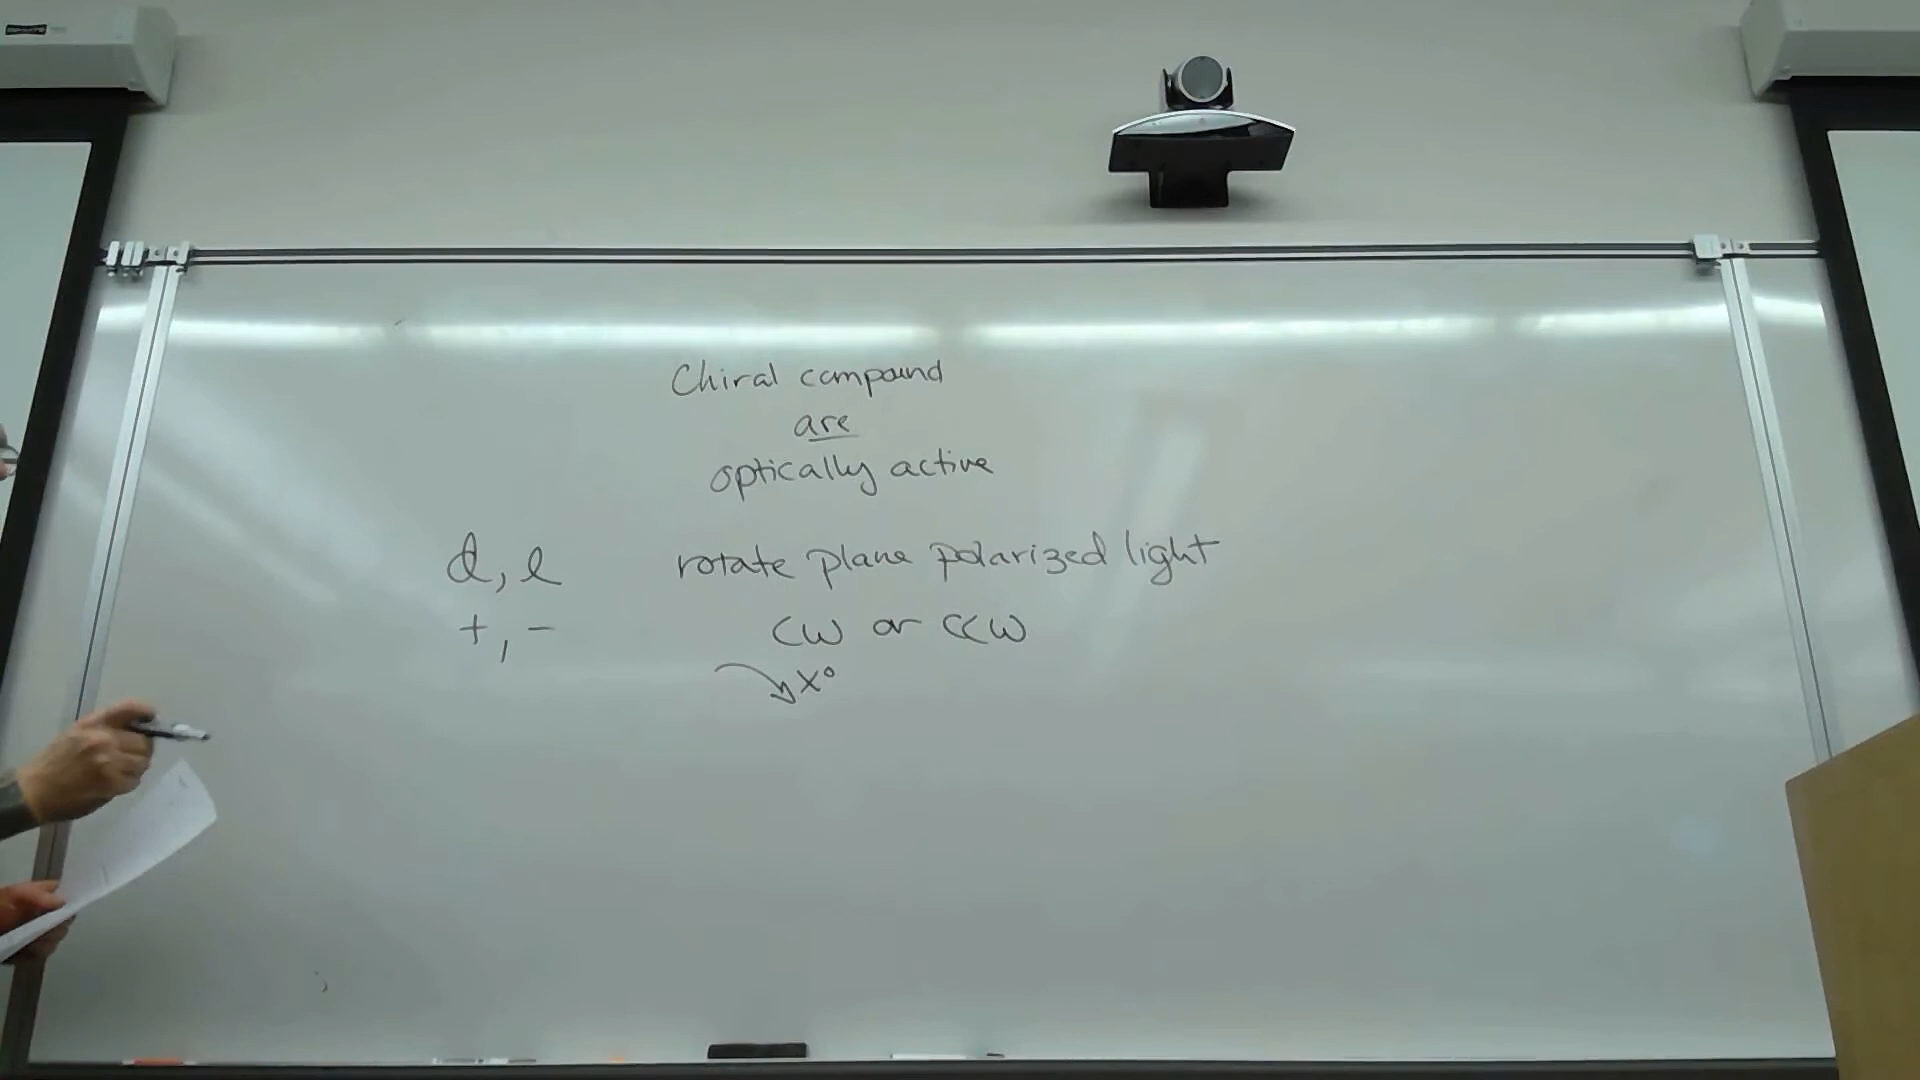 Chiral compound
are
optically active
d, l rotate plane polarized light
+, - CW or CCW
x°